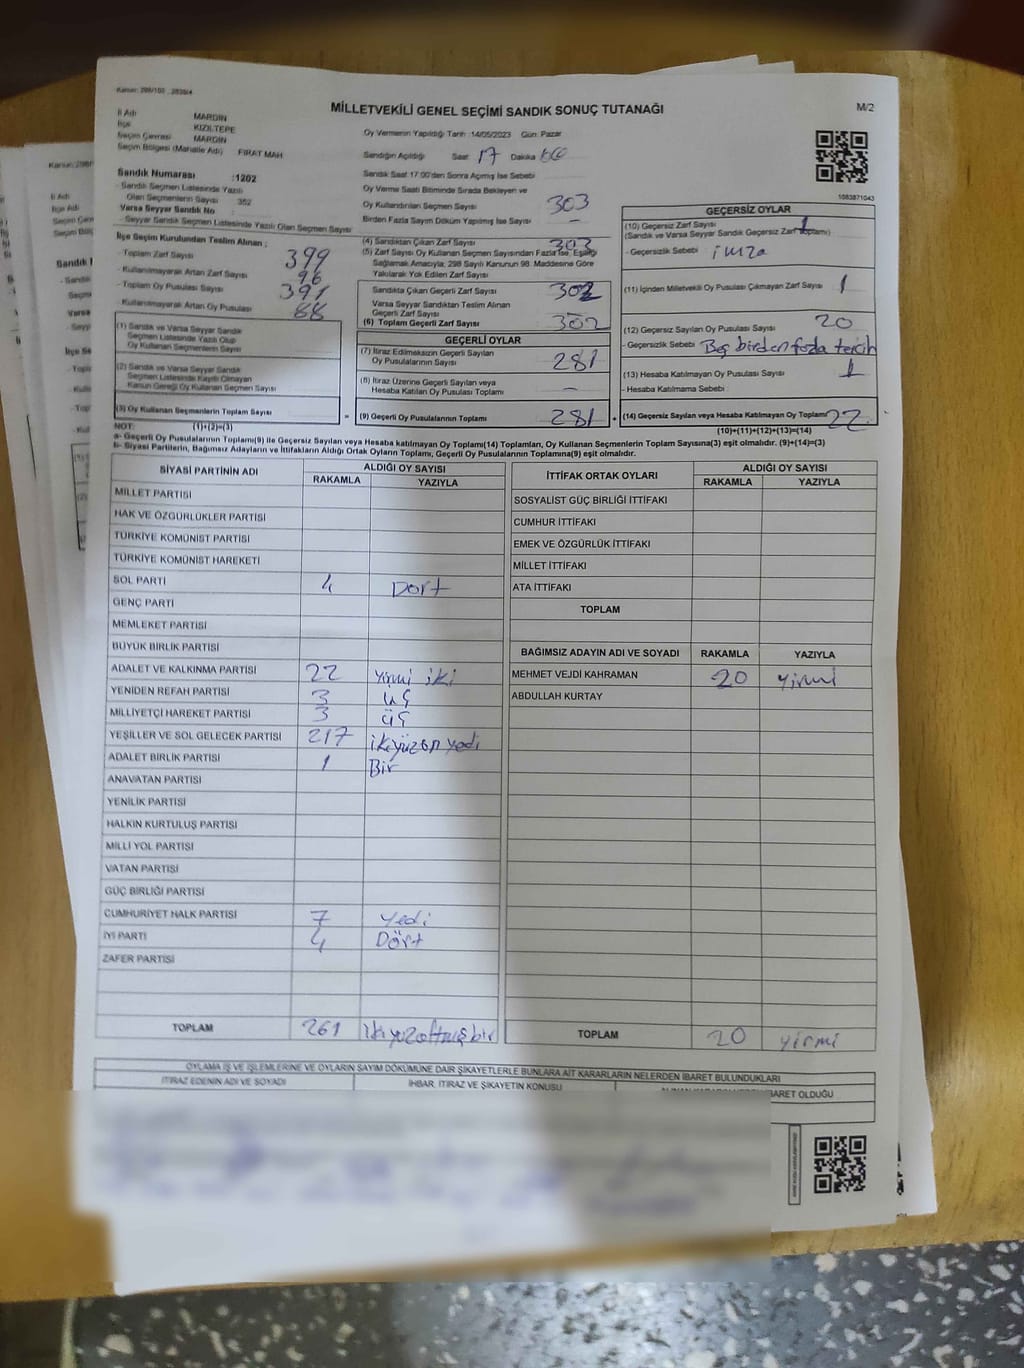 Kanun: 298/105 , 2839/4
MİLLETVEKİLİ GENEL SEÇİMİ SANDIK SONUÇ TUTANAĞI
M/2
İl Adı MARDİN
İlçe KIZILTEPE
Seçim Çevresi MARDİN
Seçim Bölgesi (Mahalle Adı) FIRAT MAH
Sandık Numarası :1202
- Sandık Seçmen Listesinde Yazılı
Olan Seçmenlerin Sayısı 352
Varsa Seyyar Sandık No :
- Seyyar Sandık Seçmen Listesinde Yazılı Olan Seçmen Sayısı
İlçe Seçim Kurulundan Teslim Alınan ;
- Toplam Zarf Sayısı 399
- Kullanılmayarak Artan Zarf Sayısı 96
- Toplam Oy Pusulası Sayısı 391
- Kullanılmayarak Artan Oy Pusulası 88
(1) Sandık ve Varsa Seyyar Sandık
Seçmen Listesinde Yazılı Olup
Oy Kullanan Seçmenlerin Sayısı
(2) Sandık ve Varsa Seyyar Sandık
Seçmen Listesinde Kayıtlı Olmayan
Kanun Gereği Oy Kullanan Seçmen Sayısı
(3) Oy Kullanan Seçmenlerin Toplam Sayısı
(1)+(2)=(3)
Oy Vermenin Yapıldığı Tarih :14/05/2023 Gün: Pazar
Sandığın Açıldığı Saat 17 Dakika
Sandık Saat 17:00'den Sonra Açılmış İse Sebebi
Oy Verme Saati Bitiminde Sırada Bekleyen ve
Oy Kullandırılan Seçmen Sayısı 303
Birden Fazla Sayım Döküm Yapılmış İse Sayısı –
(4) Sandıktan Çıkan Zarf Sayısı 303
(5) Zarf Sayısı Oy Kullanan Seçmen Sayısından Fazla İse, Eşitliği
Sağlamak Amacıyla; 298 Sayılı Kanunun 98. Maddesine Göre
Yakılarak Yok Edilen Zarf Sayısı
Sandıkta Çıkan Geçerli Zarf Sayısı 302
Varsa Seyyar Sandıktan Teslim Alınan
Geçerli Zarf Sayısı
(6) Toplam Geçerli Zarf Sayısı 302
GEÇERLİ OYLAR
(7) İtiraz Edilmeksizin Geçerli Sayılan
Oy Pusulalarının Sayısı 281
(8) İtiraz Üzerine Geçerli Sayılan veya
Hesaba Katılan Oy Pusulası Toplamı –
= (9) Geçerli Oy Pusulalarının Toplamı 281
1083871043
GEÇERSİZ OYLAR
(10) Geçersiz Zarf Sayısı 1
(Sandık ve Varsa Seyyar Sandık Geçersiz Zarf Toplamı)
- Geçersizlik Sebebi imza
(11) İçinden Milletvekili Oy Pusulası Çıkmayan Zarf Sayısı 1
(12) Geçersiz Sayılan Oy Pusulası Sayısı 20
- Geçersizlik Sebebi Boş birden fazla tercih
(13) Hesaba Katılmayan Oy Pusulası Sayısı 1
- Hesaba Katılmama Sebebi
+ (14) Geçersiz Sayılan veya Hesaba Katılmayan Oy Toplamı 22
(10)+(11)+(12)+(13)=(14)
NOT:
a- Geçerli Oy Pusulalarının Toplamı(9) ile Geçersiz Sayılan veya Hesaba katılmayan Oy Toplamı(14) Toplamları, Oy Kullanan Seçmenlerin Toplam Sayısına(3) eşit olmalıdır. (9)+(14)=(3)
b- Siyasi Partilerin, Bağımsız Adayların ve İttifakların Aldığı Ortak Oyların Toplamı, Geçerli Oy Pusulalarının Toplamına(9) eşit olmalıdır.
SİYASİ PARTİNİN ADI ALDIĞI OY SAYISI
RAKAMLA YAZIYLA
MİLLET PARTİSİ
HAK VE ÖZGÜRLÜKLER PARTİSİ
TÜRKİYE KOMÜNİST PARTİSİ
TÜRKİYE KOMÜNİST HAREKETİ
SOL PARTİ 4 Dört
GENÇ PARTİ
MEMLEKET PARTİSİ
BÜYÜK BİRLİK PARTİSİ
ADALET VE KALKINMA PARTİSİ 22 yirmi iki
YENİDEN REFAH PARTİSİ 3 üç
MİLLİYETÇİ HAREKET PARTİSİ 3 üç
YEŞİLLER VE SOL GELECEK PARTİSİ 217 ikiyüzon yedi
ADALET BİRLİK PARTİSİ 1 Bir
ANAVATAN PARTİSİ
YENİLİK PARTİSİ
HALKIN KURTULUŞ PARTİSİ
MİLLİ YOL PARTİSİ
VATAN PARTİSİ
GÜÇ BİRLİĞİ PARTİSİ
CUMHURİYET HALK PARTİSİ 7 yedi
İYİ PARTİ 4 Dört
ZAFER PARTİSİ
TOPLAM 261 ikiyüzaltmışbir
İTTİFAK ORTAK OYLARI ALDIĞI OY SAYISI
RAKAMLA YAZIYLA
SOSYALİST GÜÇ BİRLİĞİ İTTİFAKI
CUMHUR İTTİFAKI
EMEK VE ÖZGÜRLÜK İTTİFAKI
MİLLET İTTİFAKI
ATA İTTİFAKI
TOPLAM
BAĞIMSIZ ADAYIN ADI VE SOYADI RAKAMLA YAZIYLA
MEHMET VEJDİ KAHRAMAN 20 yirmi
ABDULLAH KURTAY
TOPLAM 20 yirmi
OYLAMA İŞ VE İŞLEMLERİNE VE OYLARIN SAYIM DÖKÜMÜNE DAİR ŞİKAYETLERLE BUNLARA AİT KARARLARIN NELERDEN İBARET BULUNDUKLARI
İTİRAZ EDENİN ADI VE SOYADI İHBAR, İTİRAZ VE ŞİKAYETİN KONUSU İBARET OLDUĞU